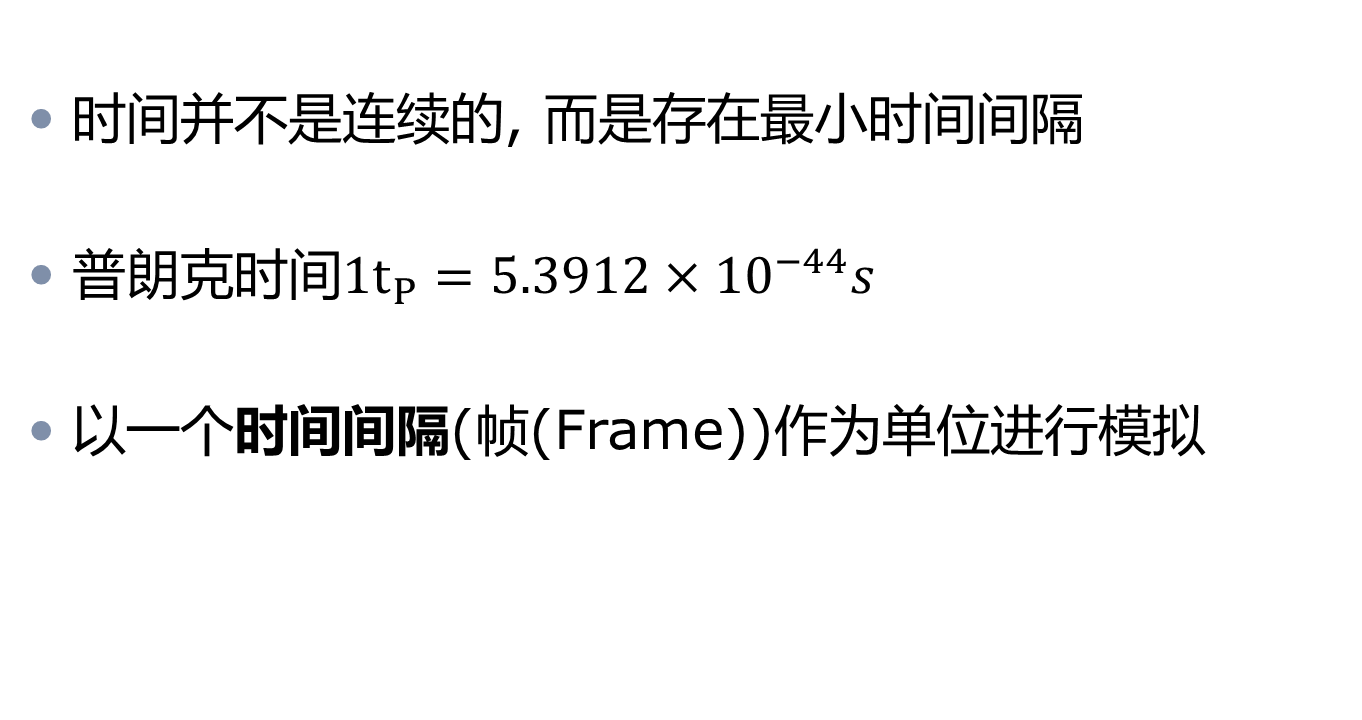 • 时间并不是连续的, 而是存在最小时间间隔
• 普朗克时间1t_P = 5.3912 × 10⁻⁴⁴s
• 以一个时间间隔(帧(Frame))作为单位进行模拟